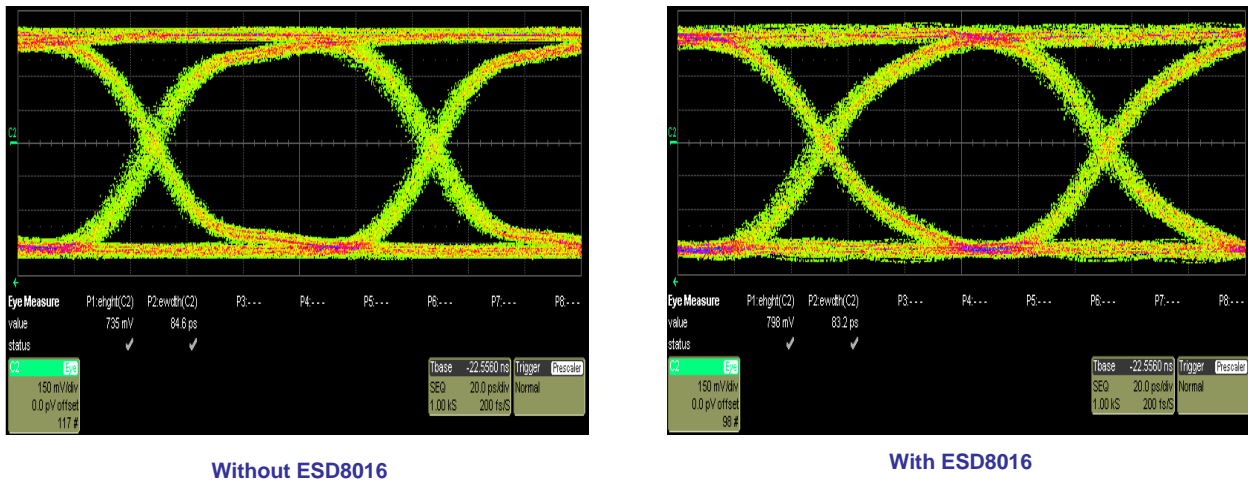 C2
Eye Measure P1:ehght(C2) P2:ewdth(C2) P3:--- P4:--- P5:--- P6:--- P7:--- P8:---
value 735 mV 84.6 ps
status ✓ ✓
C2 Eye
150 mV/div
0.0 pV offset
117 #
Tbase -22.5560 ns
SEQ 20.0 ps/div
1.00 kS 200 fs/S
Trigger Prescaler
Normal
Without ESD8016
C2
Eye Measure P1:ehght(C2) P2:ewdth(C2) P3:--- P4:--- P5:--- P6:--- P7:--- P8:---
value 798 mV 83.2 ps
status ✓ ✓
C2 Eye
150 mV/div
0.0 pV offset
98 #
Tbase -22.5560 ns
SEQ 20.0 ps/div
1.00 kS 200 fs/S
Trigger Prescaler
Normal
With ESD8016